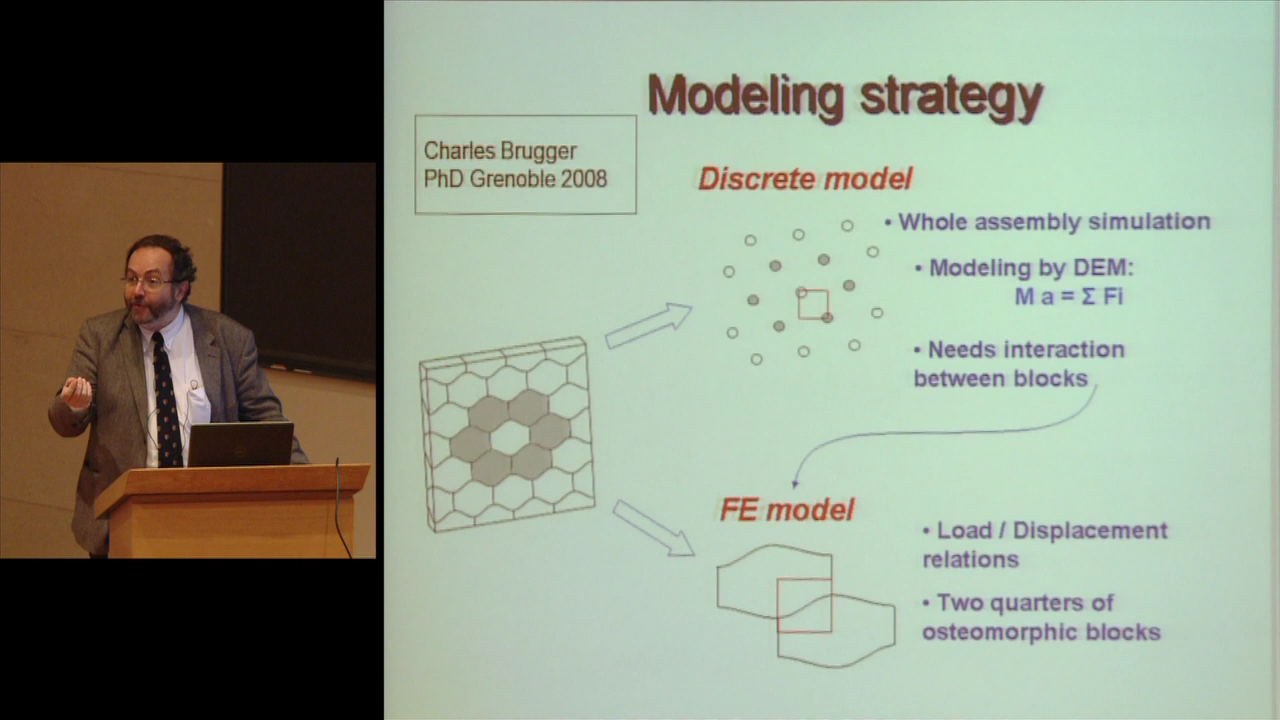 Modeling strategy
Charles Brugger
PhD Grenoble 2008
Discrete model
• Whole assembly simulation
• Modeling by DEM:
M a = Σ Fi
• Needs interaction
between blocks
FE model
• Load / Displacement
relations
• Two quarters of
osteomorphic blocks